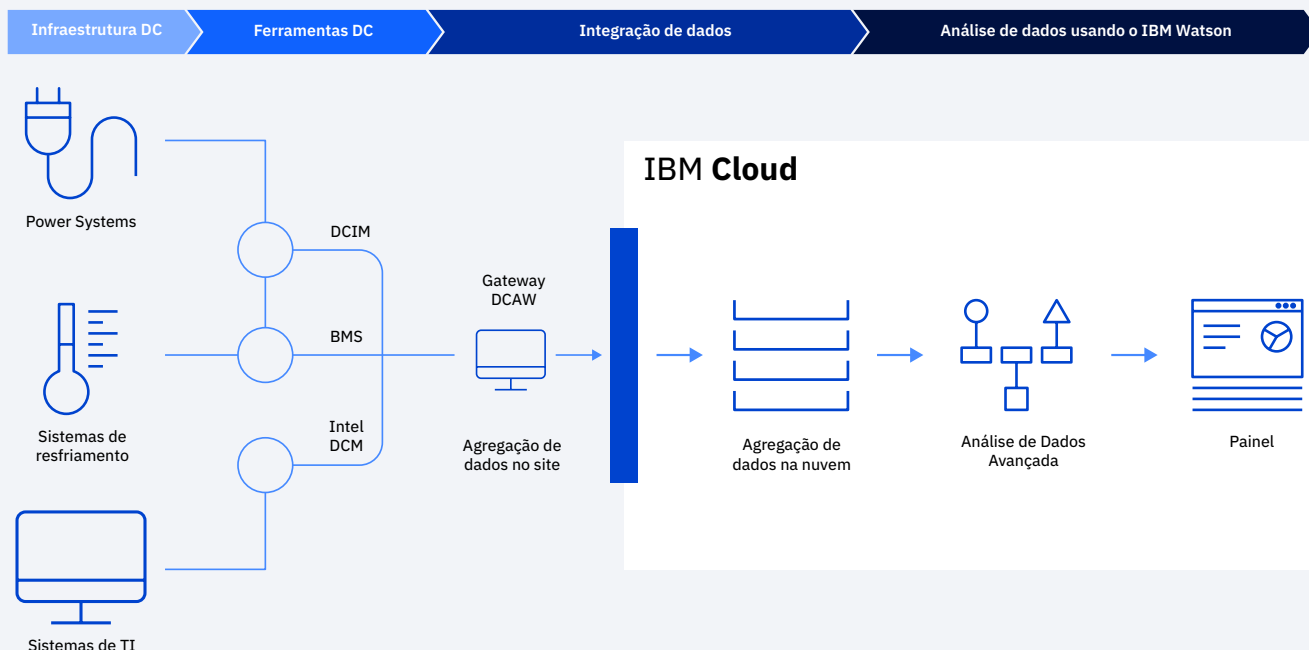 Infraestrutura DC
Ferramentas DC
Integração de dados
Análise de dados usando o IBM Watson
IBM Cloud
Power Systems
DCIM
Gateway
DCAW
BMS
Intel
DCM
Sistemas de
resfriamento
Agregação de
dados no site
Agregação de
dados na nuvem
Análise de Dados
Avançada
Painel
Sistemas de TI